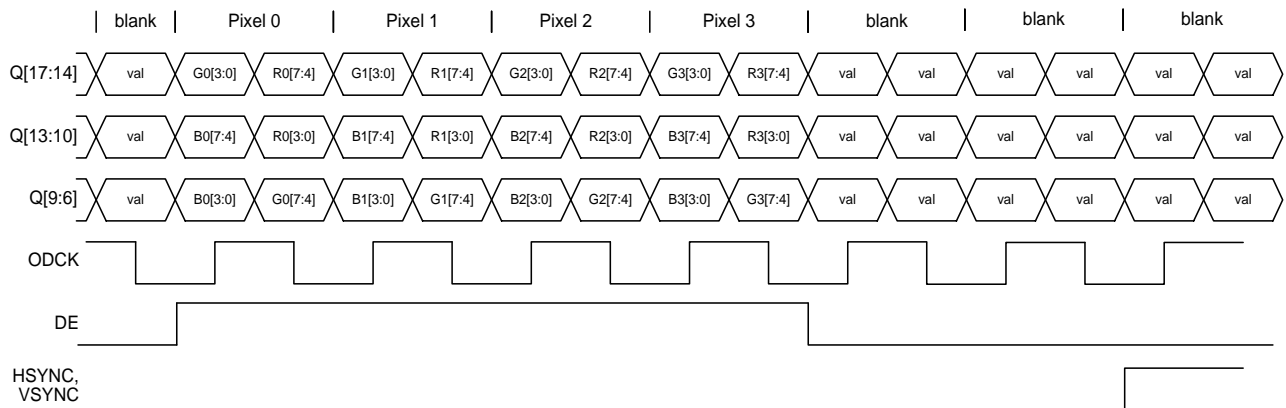 blank Pixel 0 Pixel 1 Pixel 2 Pixel 3 blank blank blank
Q[17:14] val G0[3:0] R0[7:4] G1[3:0] R1[7:4] G2[3:0] R2[7:4] G3[3:0] R3[7:4] val val val val val val
Q[13:10] val B0[7:4] R0[3:0] B1[7:4] R1[3:0] B2[7:4] R2[3:0] B3[7:4] R3[3:0] val val val val val val
Q[9:6] val B0[3:0] G0[7:4] B1[3:0] G1[7:4] B2[3:0] G2[7:4] B3[3:0] G3[7:4] val val val val val val
ODCK
DE
HSYNC,
VSYNC